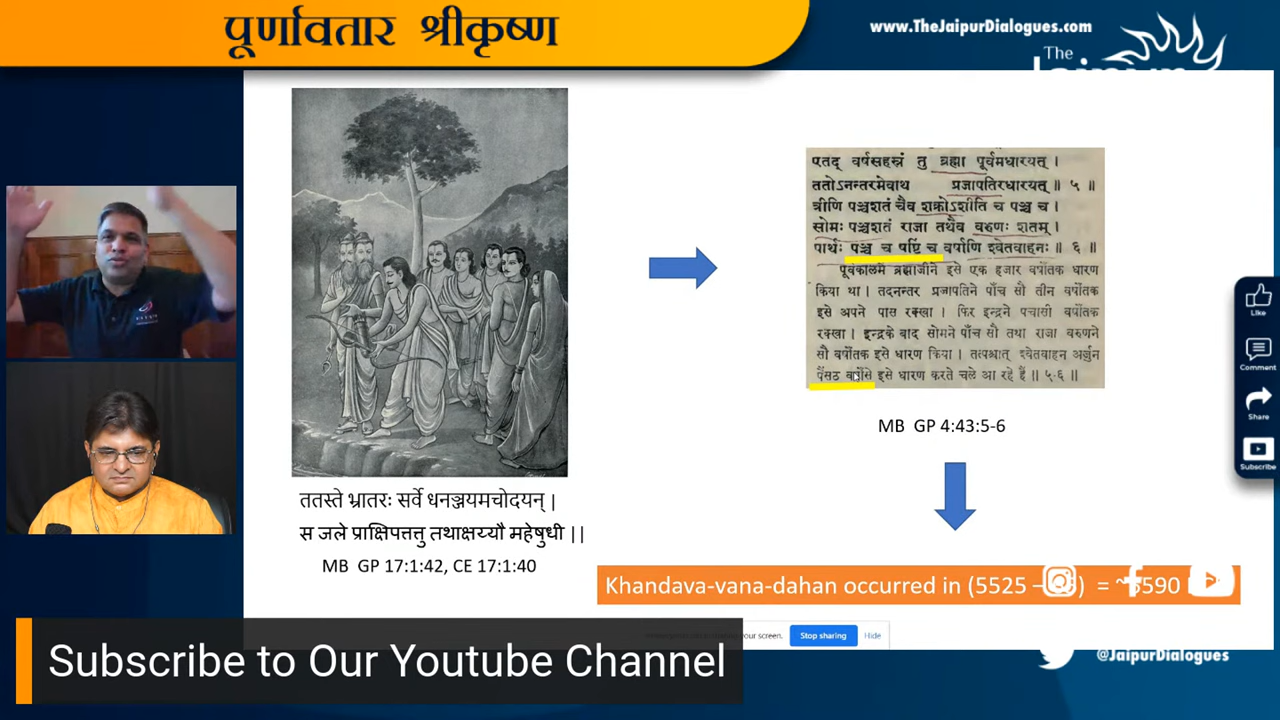 पूर्णावतार श्रीकृष्ण
www.TheJaipurDialogues.com
The
एतद् वर्षसहस्रं तु ब्रह्मा पूर्वमधारयत् ।
ततोऽनन्तरमेवाथ प्रजापतिरधारयत् ॥ ५ ॥
त्रीणि पञ्चशतं चैव शक्रोऽशीति च पञ्च च ।
सोमः पञ्चशतं राजा तथैव वरुणः शतम् ।
पार्थः पञ्च च षष्टिं च वर्षाणि श्वेतवाहनः ॥ ६ ॥
पूर्वकालमें ब्रह्माजीने इसे एक हजार वर्षोंतक धारण
किया था । तदनन्तर प्रजापतिने पाँच सौ तीन वर्षोंतक
इसे अपने पास रक्खा । फिर इन्द्रने पचासी वर्षोंतक
रक्खा । इन्द्रके बाद सोमने पाँच सौ तथा राजा वरुणने
सौ वर्षोंतक इसे धारण किया । तत्पश्चात् श्वेतवाहन अर्जुन
पैंसठ वर्षोंसे इसे धारण करते चले आ रहे हैं ॥ ५-६ ॥
MB GP 4:43:5-6
ततस्ते भ्रातरः सर्वे धनञ्जयमचोदयन् |
स जले प्राक्षिपत्तत्तु तथाक्षय्यौ महेषुधी ||
MB GP 17:1:42, CE 17:1:40
Khandava-vana-dahan occurred in (5525 – ) = ~5590
your screen. Stop sharing Hide
Like
Comment
Share
Subscribe
Subscribe to Our Youtube Channel
@JaipurDialogues